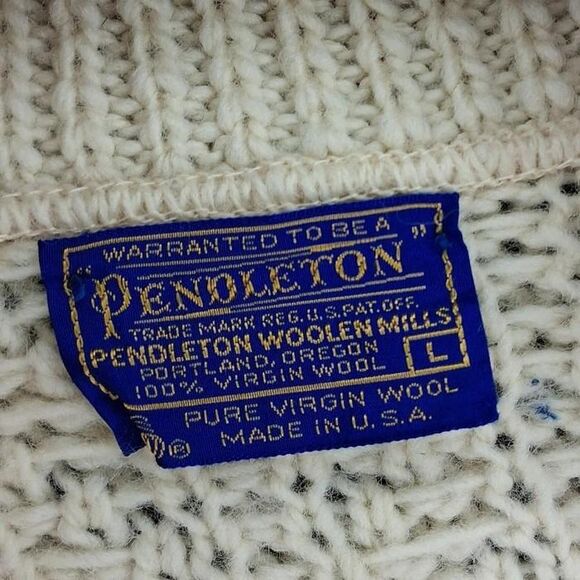 WARRANTED TO BE A
"PENDLETON"
TRADE MARK REG. U.S. PAT. OFF.
PENDLETON WOOLEN MILLS
PORTLAND, OREGON
100% VIRGIN WOOL
L
®
PURE VIRGIN WOOL
MADE IN U.S.A.